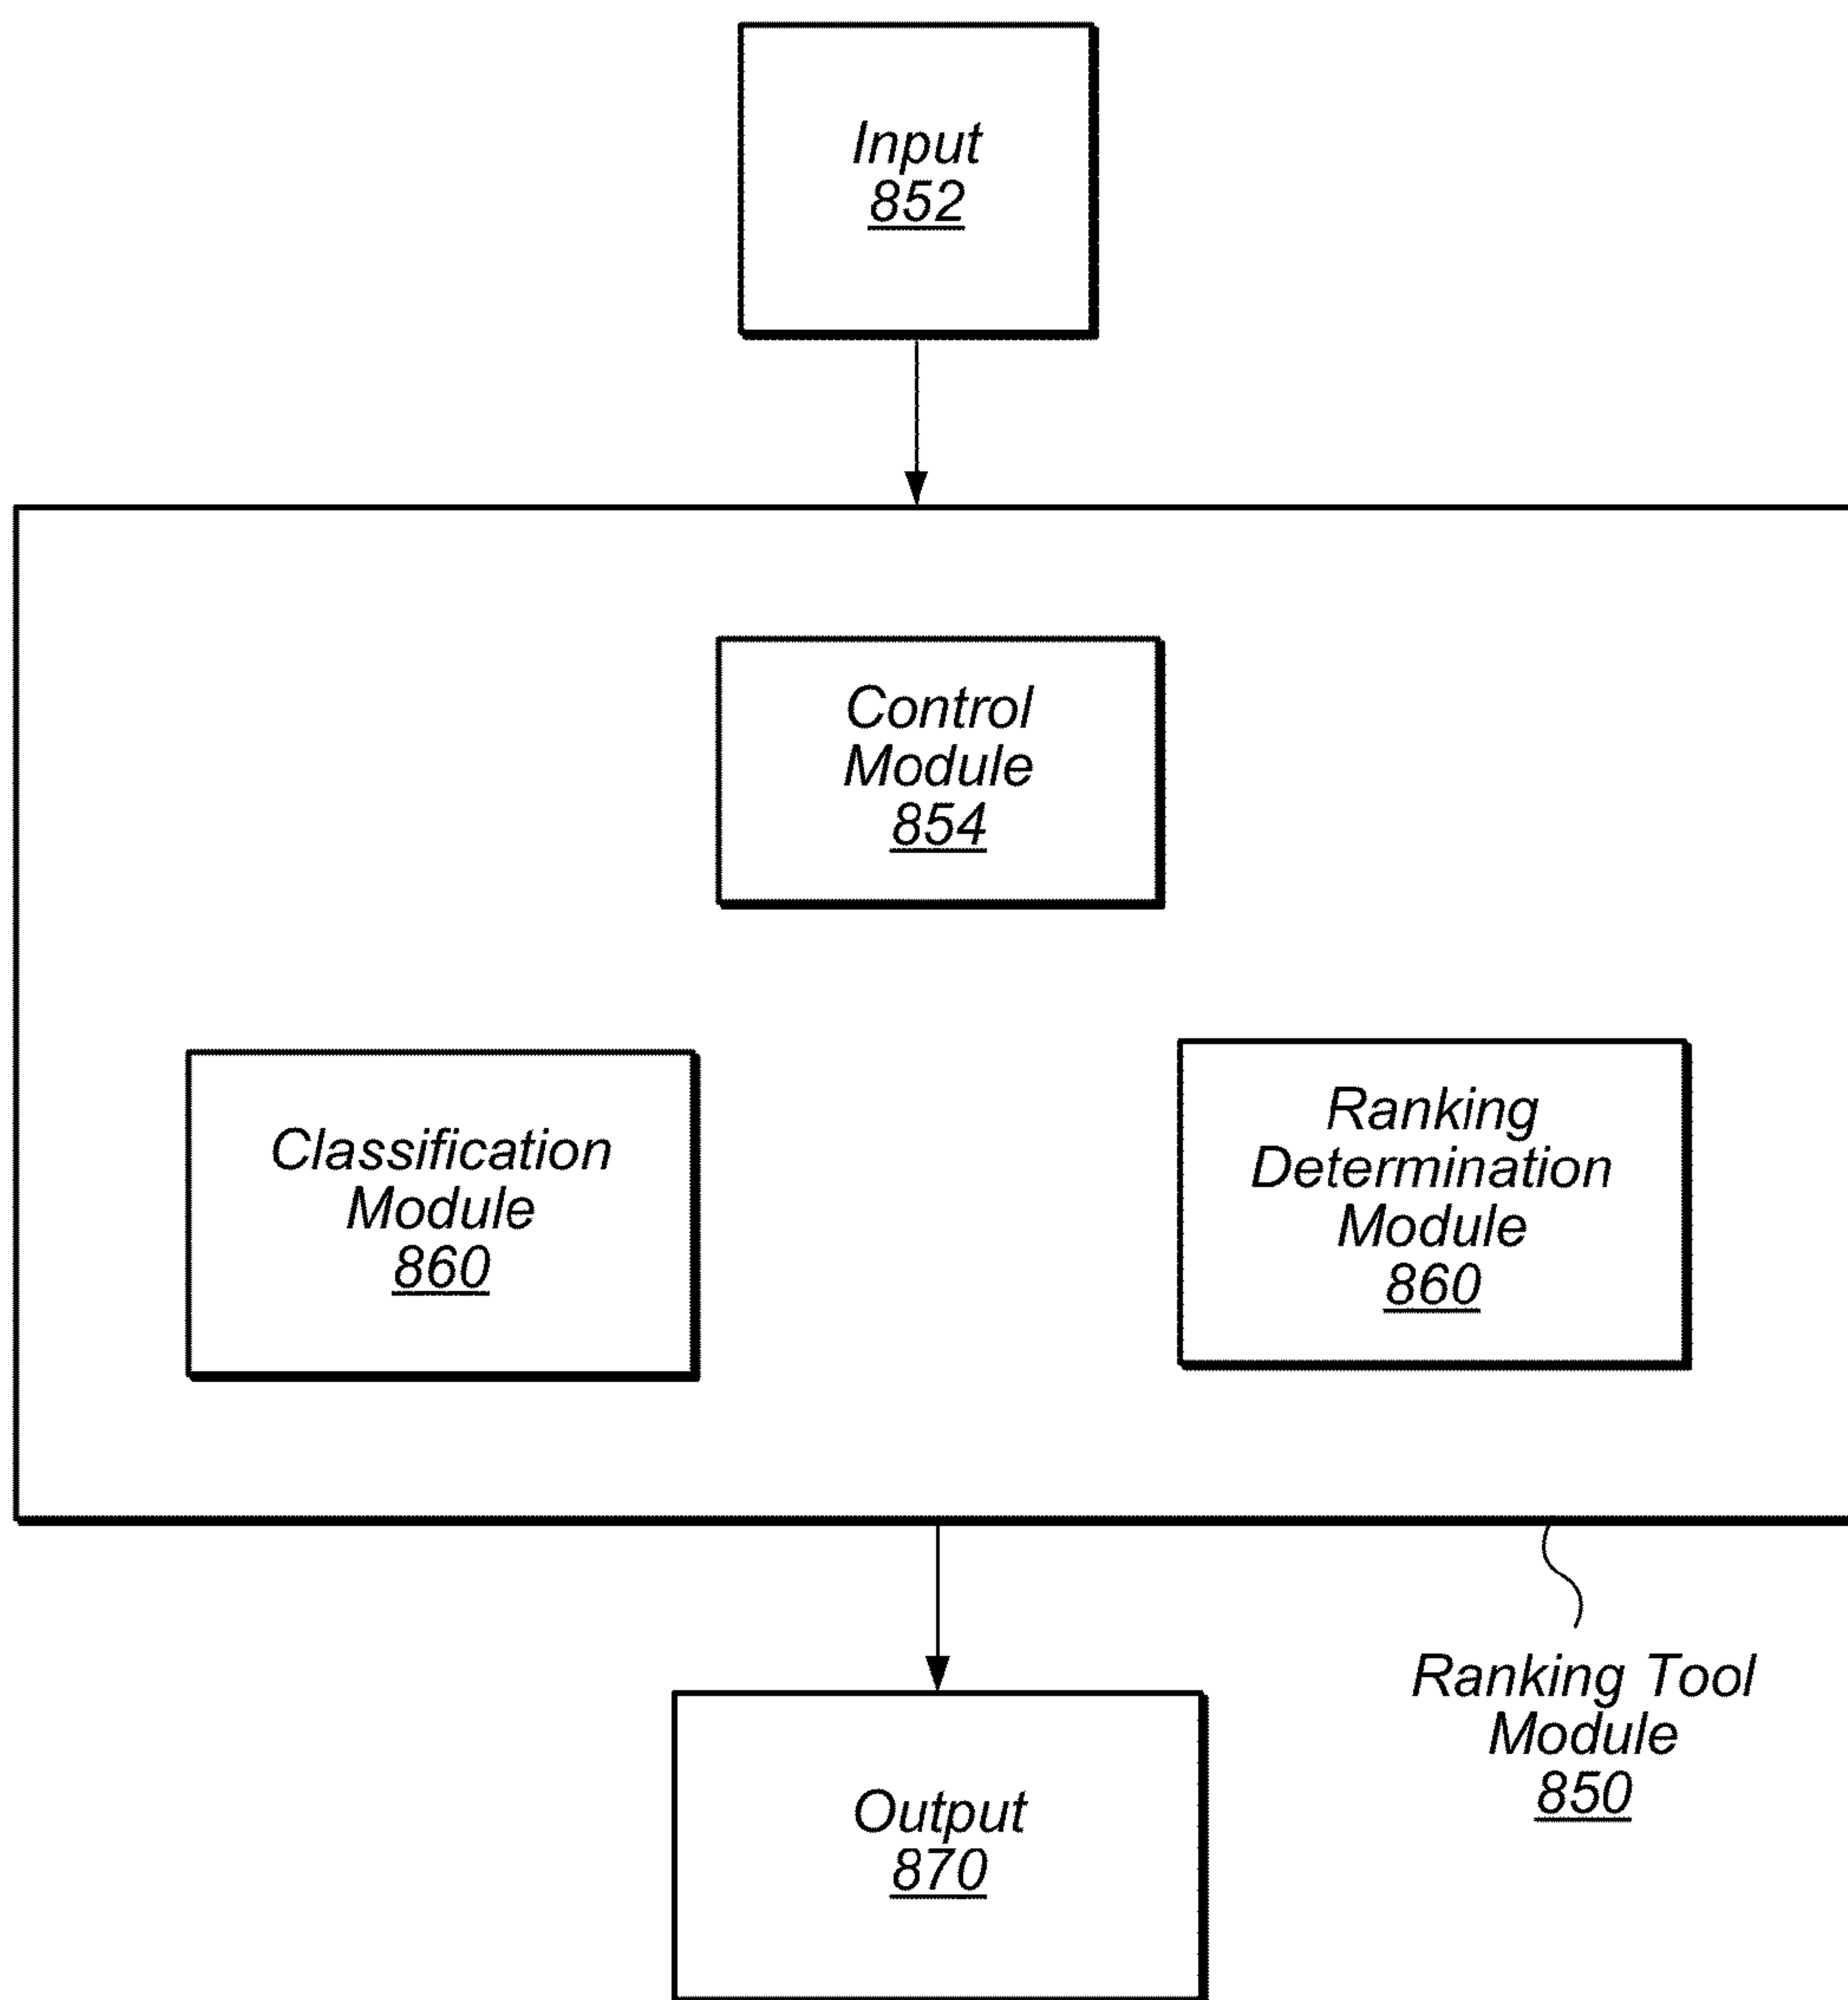 Input
852
Control
Module
854
Classification
Module
860
Ranking
Determination
Module
860
Ranking Tool
Module
850
Output
870